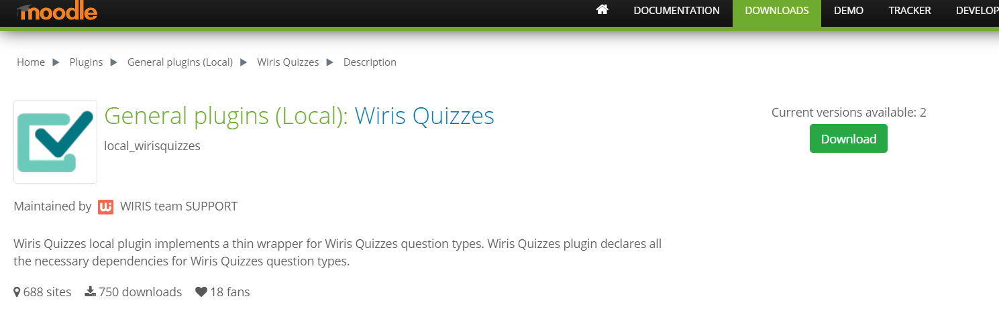 moodle
DOCUMENTATION DOWNLOADS DEMO TRACKER DEVELOP
Home Plugins General plugins (Local) Wiris Quizzes Description
General plugins (Local): Wiris Quizzes
local_wirisquizzes
Current versions available: 2
Download
Maintained by Wi WIRIS team SUPPORT
Wiris Quizzes local plugin implements a thin wrapper for Wiris Quizzes question types. Wiris Quizzes plugin declares all
the necessary dependencies for Wiris Quizzes question types.
688 sites 750 downloads 18 fans